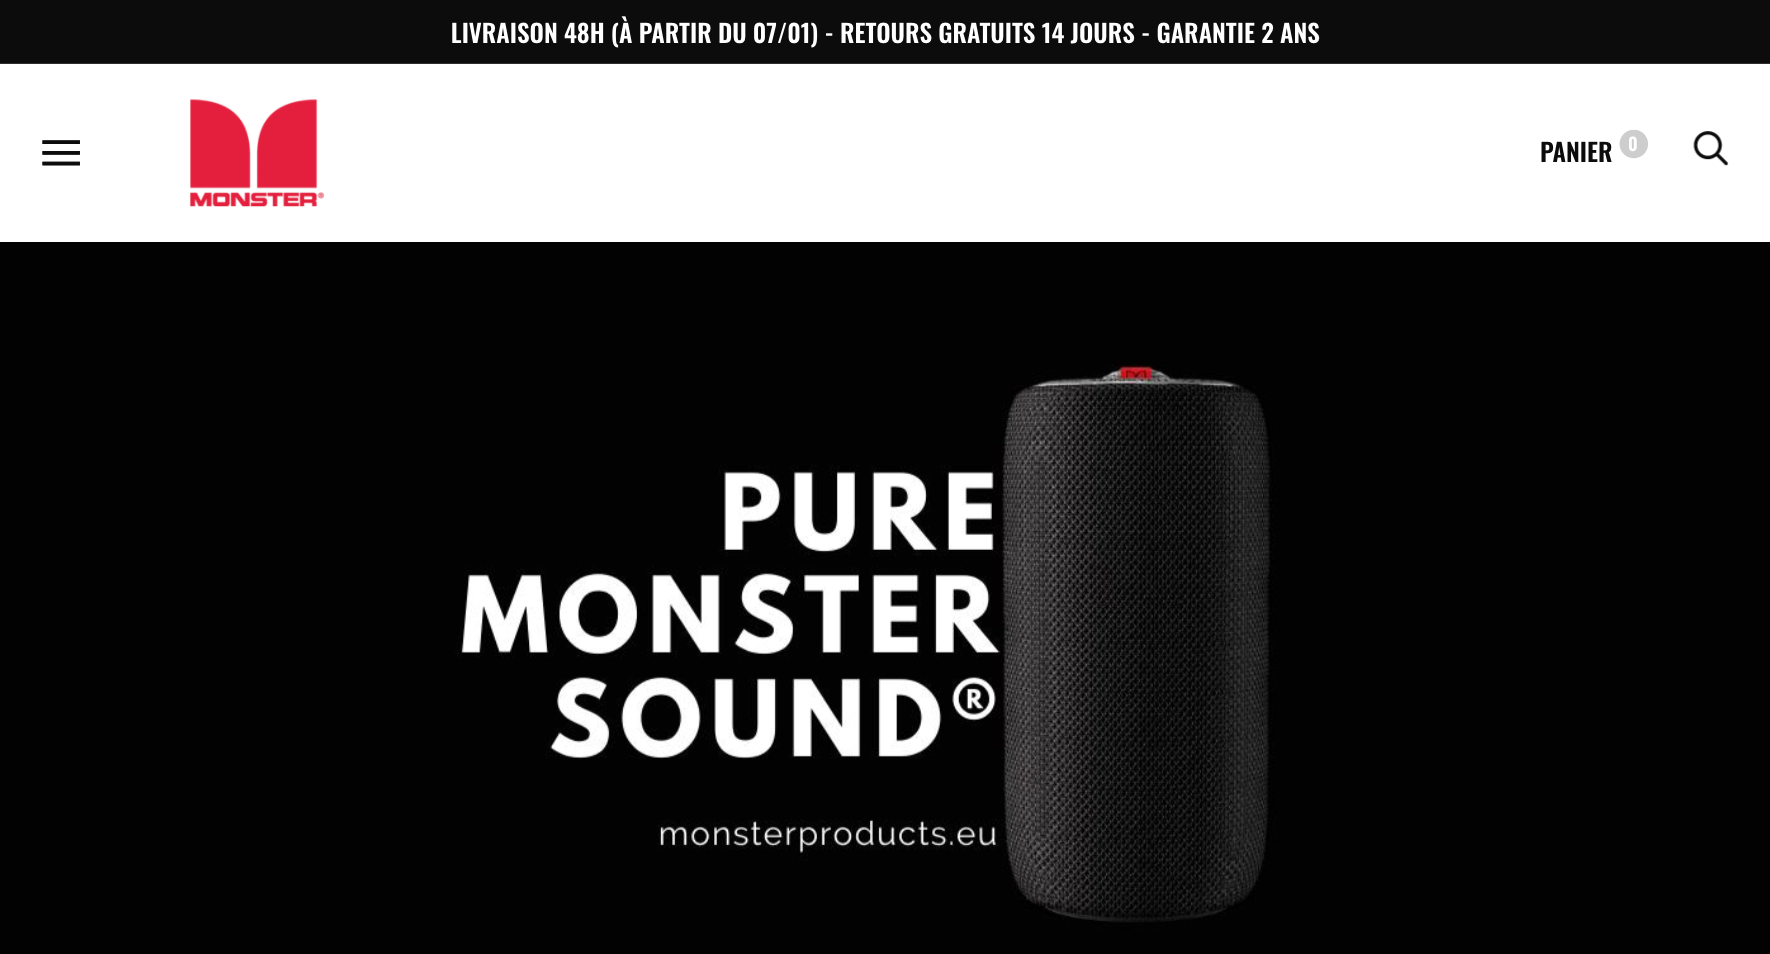 LIVRAISON 48H (À PARTIR DU 07/01) - RETOURS GRATUITS 14 JOURS - GARANTIE 2 ANS
MONSTER®
PANIER 0
PURE
MONSTER
SOUND®
monsterproducts.eu